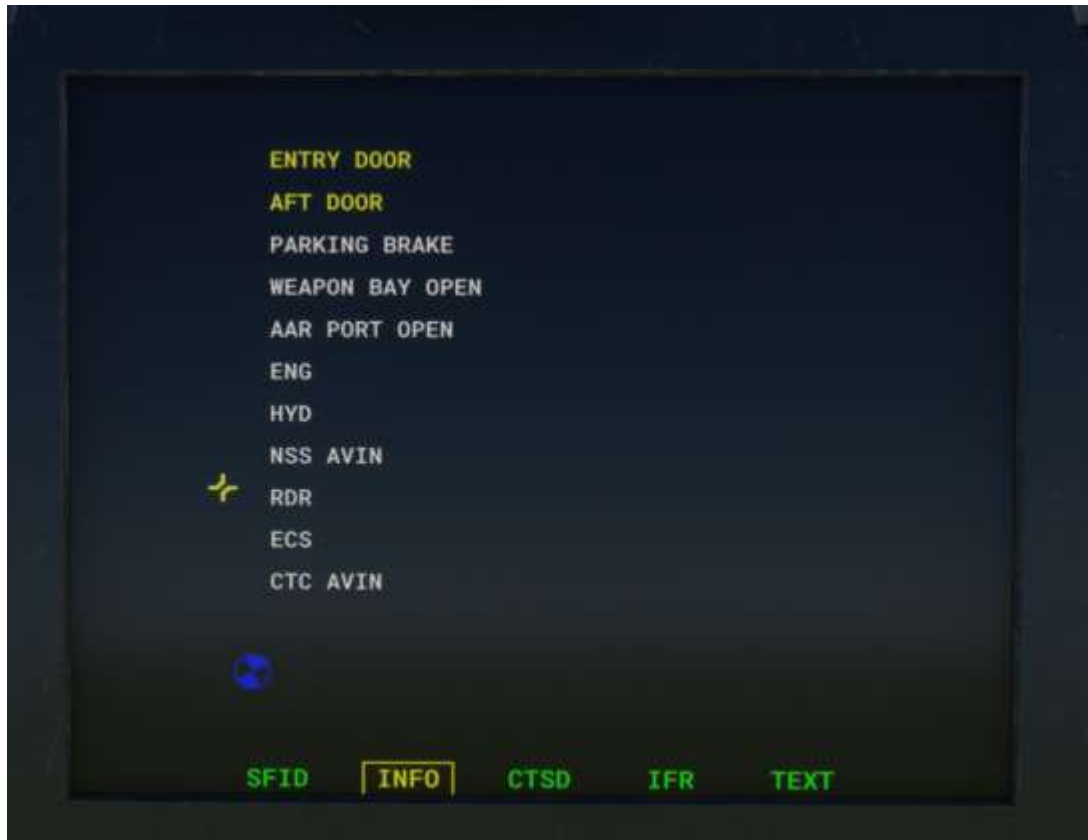 ENTRY DOOR
AFT DOOR
PARKING BRAKE
WEAPON BAY OPEN
AAR PORT OPEN
ENG
HYD
NSS AVIN
RDR
ECS
CTC AVIN
SFID INFO CTSD IFR TEXT